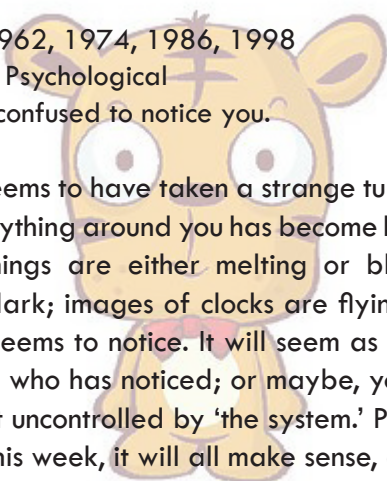 962, 1974, 1986, 1998
Psychological
confused to notice you.
eems to have taken a strange tu
ything around you has become
ings are either melting or bl
lark; images of clocks are flyin
seems to notice. It will seem as
who has noticed; or maybe, yo
t uncontrolled by ‘the system.’ P
his week, it will all make sense,